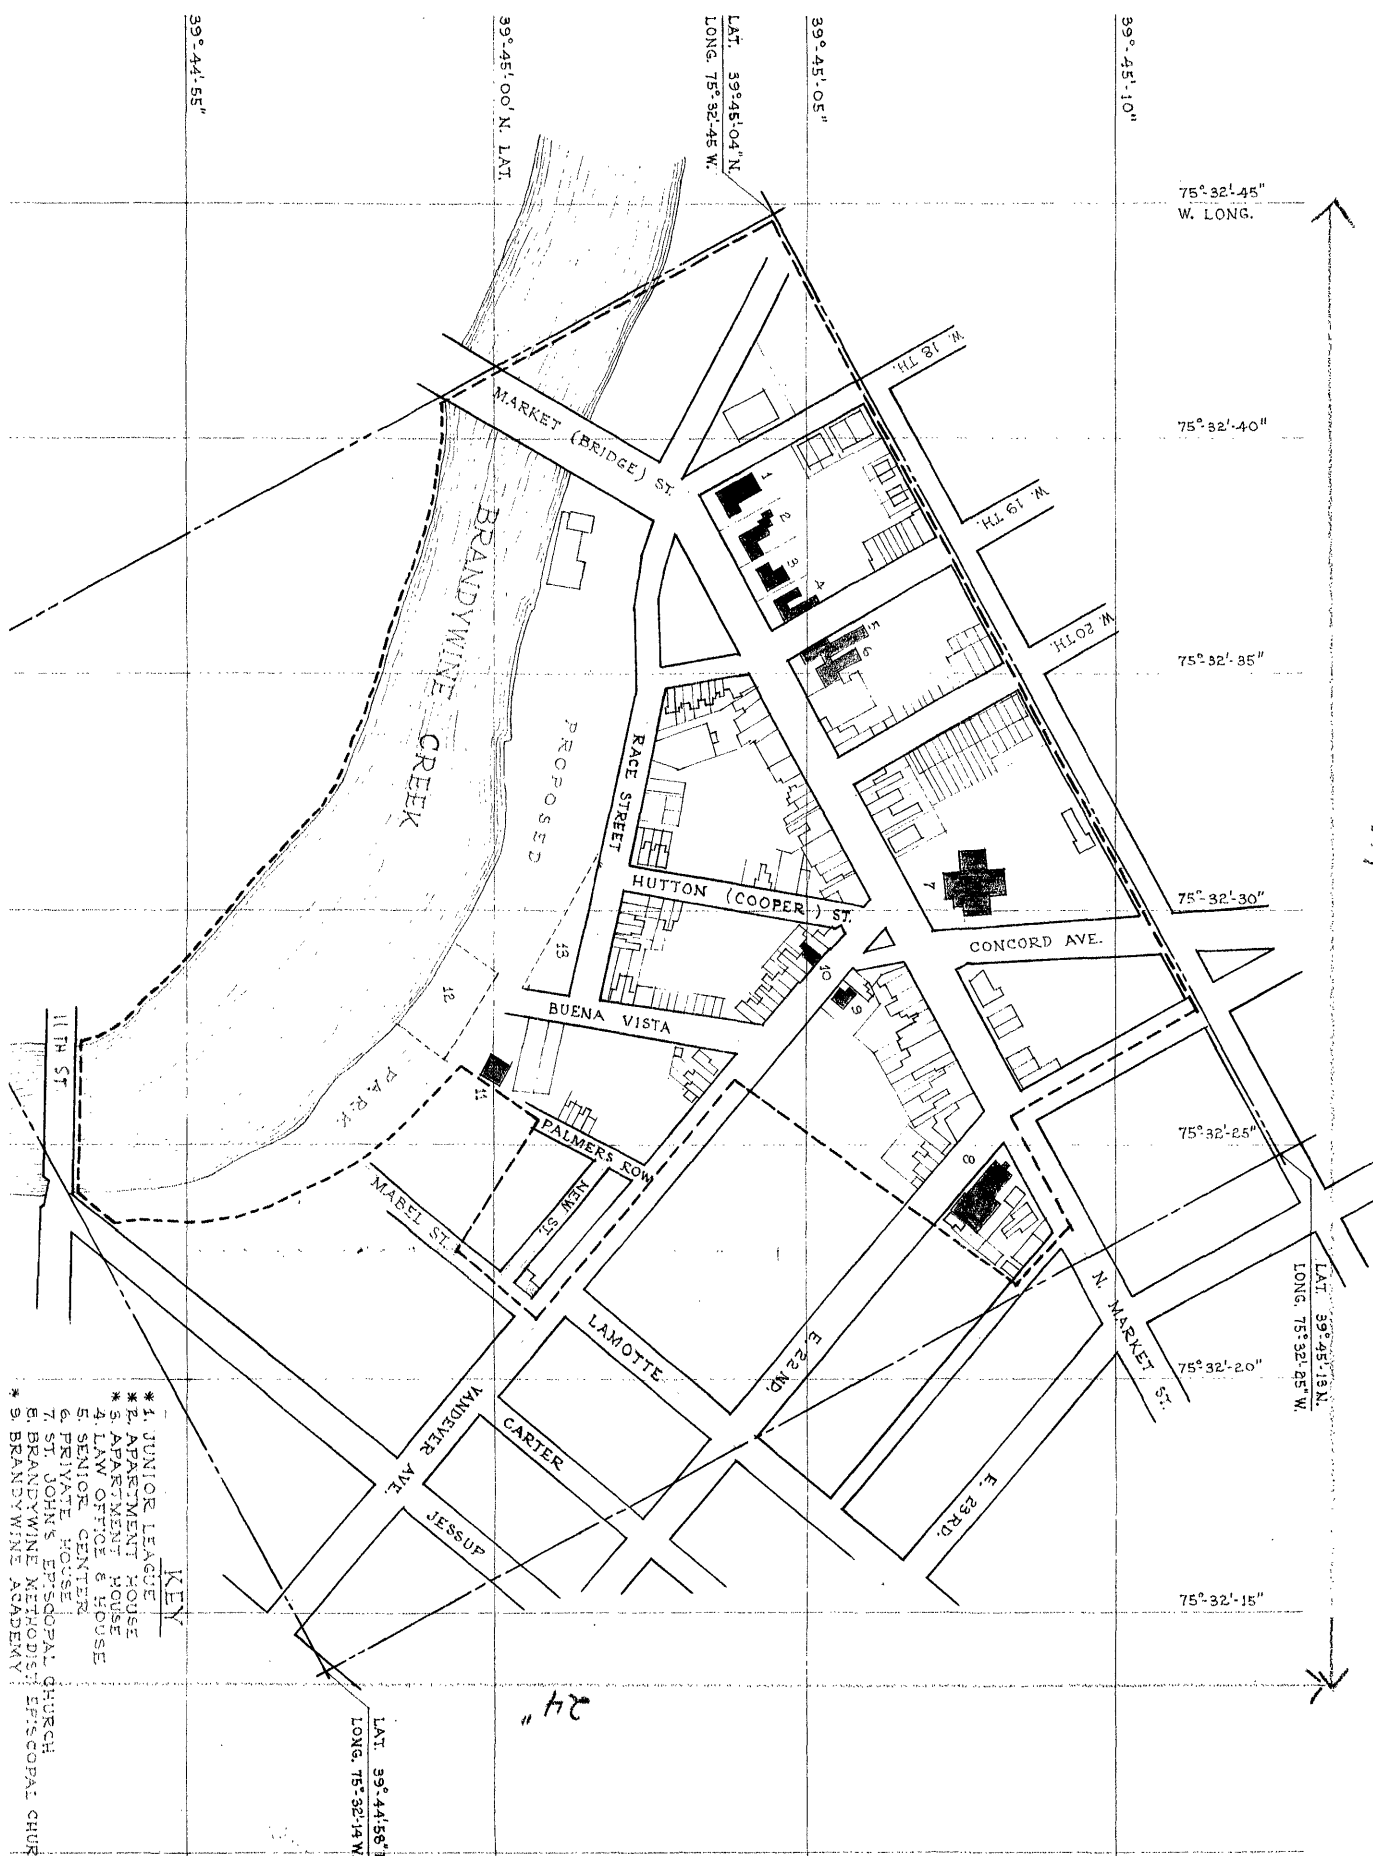 39°-44'-55"
39°-45'-00' N. LAT.
LAT. 39°45'-04" N.
LONG. 75°-32'-45 W.
39°-45'-05"
39°-45'-10"
75°-32'-45"
W. LONG.
75°-32'-40"
75°-32'-35"
75°-32'-30"
75°-32'-25"
75°-32'-20"
75°-32'-15"
W. 18 TH.
W. 19 TH.
W. 20TH.
MARKET (BRIDGE) ST.
1
2
3
4
5
6
7
BRANDYWINE CREEK
PROPOSED
PARK
RACE STREET
HUTTON (COOPER) ST.
CONCORD AVE.
10
9
13
12
BUENA VISTA
11
PALMERS ROW
NEW ST.
MABEL ST.
11TH ST.
8
N. MARKET ST.
LAMOTTE
E. 22ND.
E. 23RD.
CARTER
VANDEVER AVE.
JESSUP
LAT. 39°-45'-13 N.
LONG. 75°-32'-25" W.
24"
LAT. 39°-44'-58"
LONG. 75°-32'-14 W.
KEY
* 1. JUNIOR LEAGUE
* 2. APARTMENT HOUSE
* 3. APARTMENT HOUSE
4. LAW OFFICE & HOUSE
5. SENIOR CENTER
6. PRIVATE HOUSE
7. ST. JOHN'S EPISCOPAL CHURCH
8. BRANDYWINE METHODIST EPISCOPAL CHUR
* 9. BRANDYWINE ACADEMY